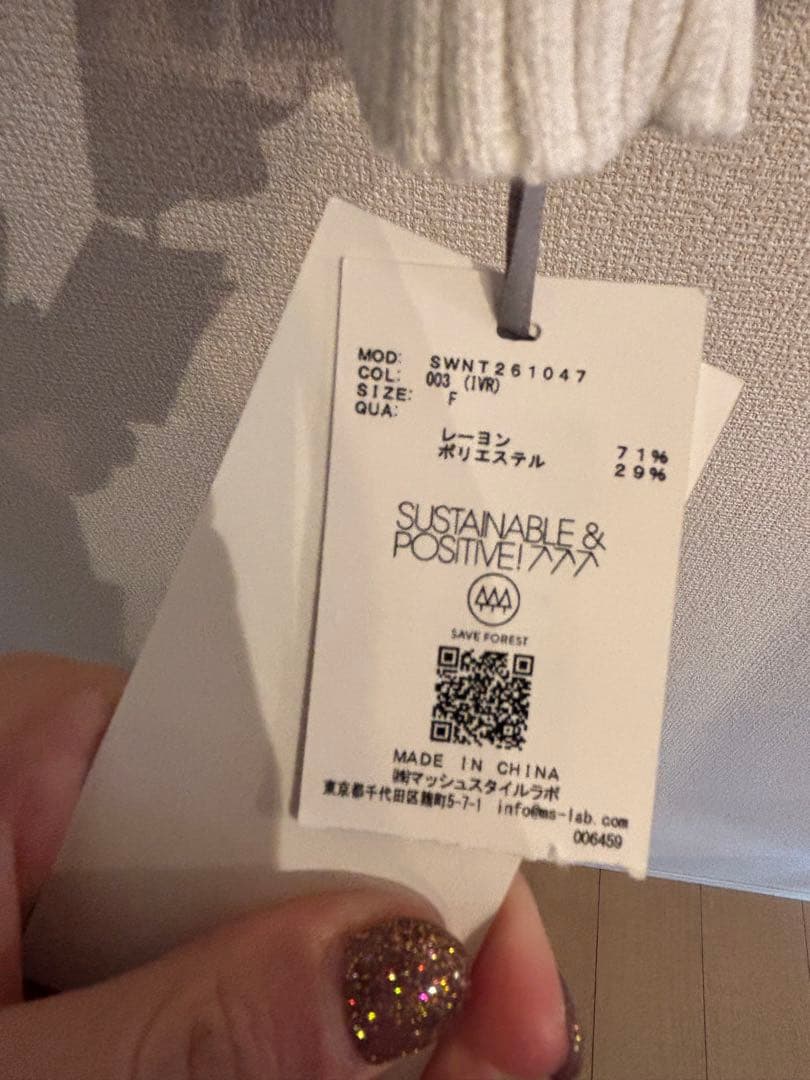 MOD: SWNT261047
COL: 003 (IVR)
SIZE: F
QUA:
レーヨン 71%
ポリエステル 29%
SUSTAINABLE &
POSITIVE!
SAVE FOREST
MADE IN CHINA
㈱マッシュスタイルラボ
東京都千代田区麹町5-7-1 info@ms-lab.com
006459